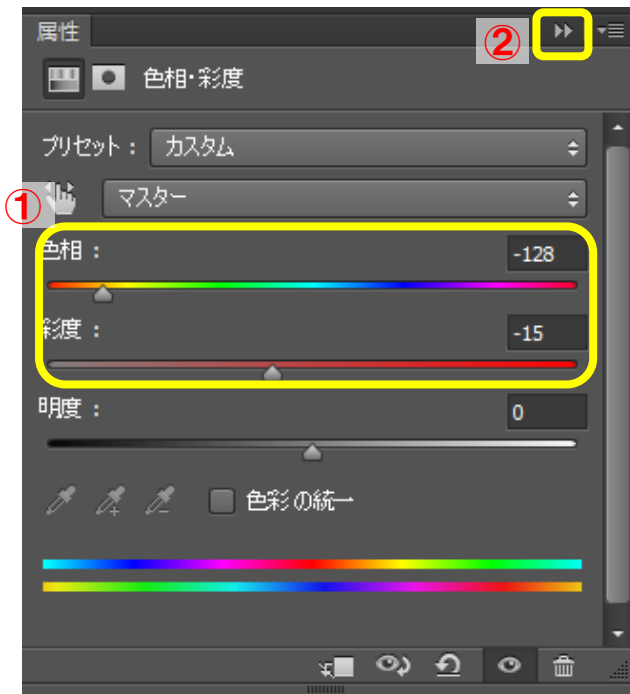 属性
②
色相・彩度
プリセット： カスタム
①
マスター
色相： -128
彩度： -15
明度： 0
色彩の統一